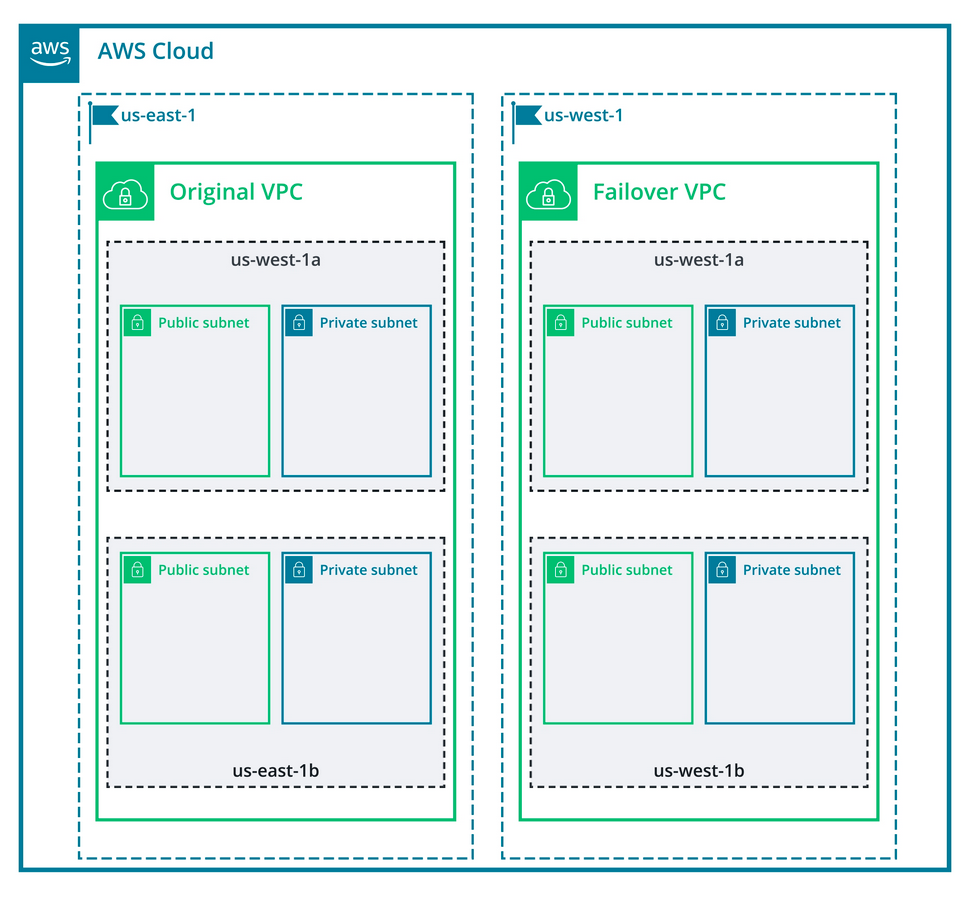 aws
AWS Cloud
us-east-1
Original VPC
us-west-1a
Public subnet
Private subnet
Public subnet
Private subnet
us-east-1b
us-west-1
Failover VPC
us-west-1a
Public subnet
Private subnet
Public subnet
Private subnet
us-west-1b